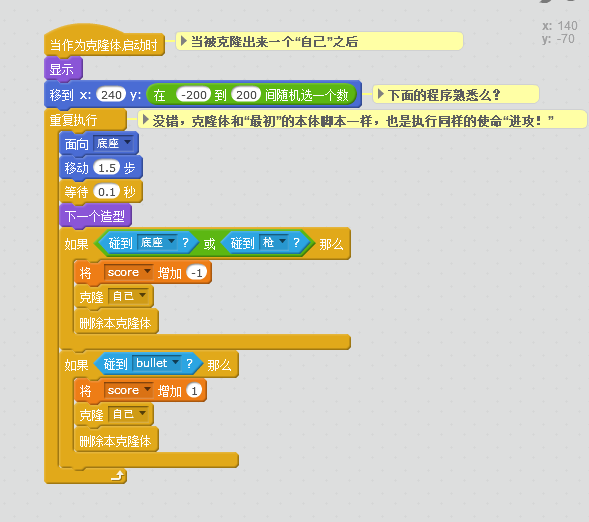 x: 140
y: -70
当作为克隆体启动时 当被克隆出来一个“自己”之后
显示
移到 x: 240 y: 在 -200 到 200 间随机选一个数 下面的程序熟悉么?
重复执行 没错，克隆体和“最初”的本体脚本一样，也是执行同样的使命“进攻！”
面向 底座
移动 1.5 步
等待 0.1 秒
下一个造型
如果 碰到 底座 ? 或 碰到 枪 ? 那么
将 score 增加 -1
克隆 自己
删除本克隆体
如果 碰到 bullet ? 那么
将 score 增加 1
克隆 自己
删除本克隆体